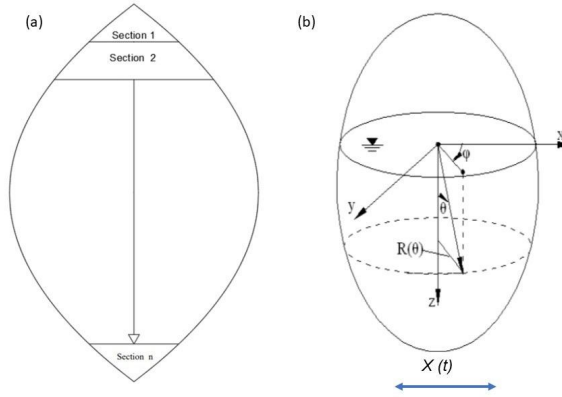 (a)
Section 1
Section 2
Section n
(b)
x
φ
y
θ
R(θ)
z
X (t)